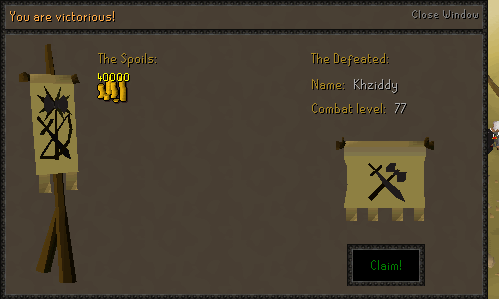 You are victorious!
Close Window
The Spoils:
40000
The Defeated:
Name: Khziddy
Combat level: 77
Claim!